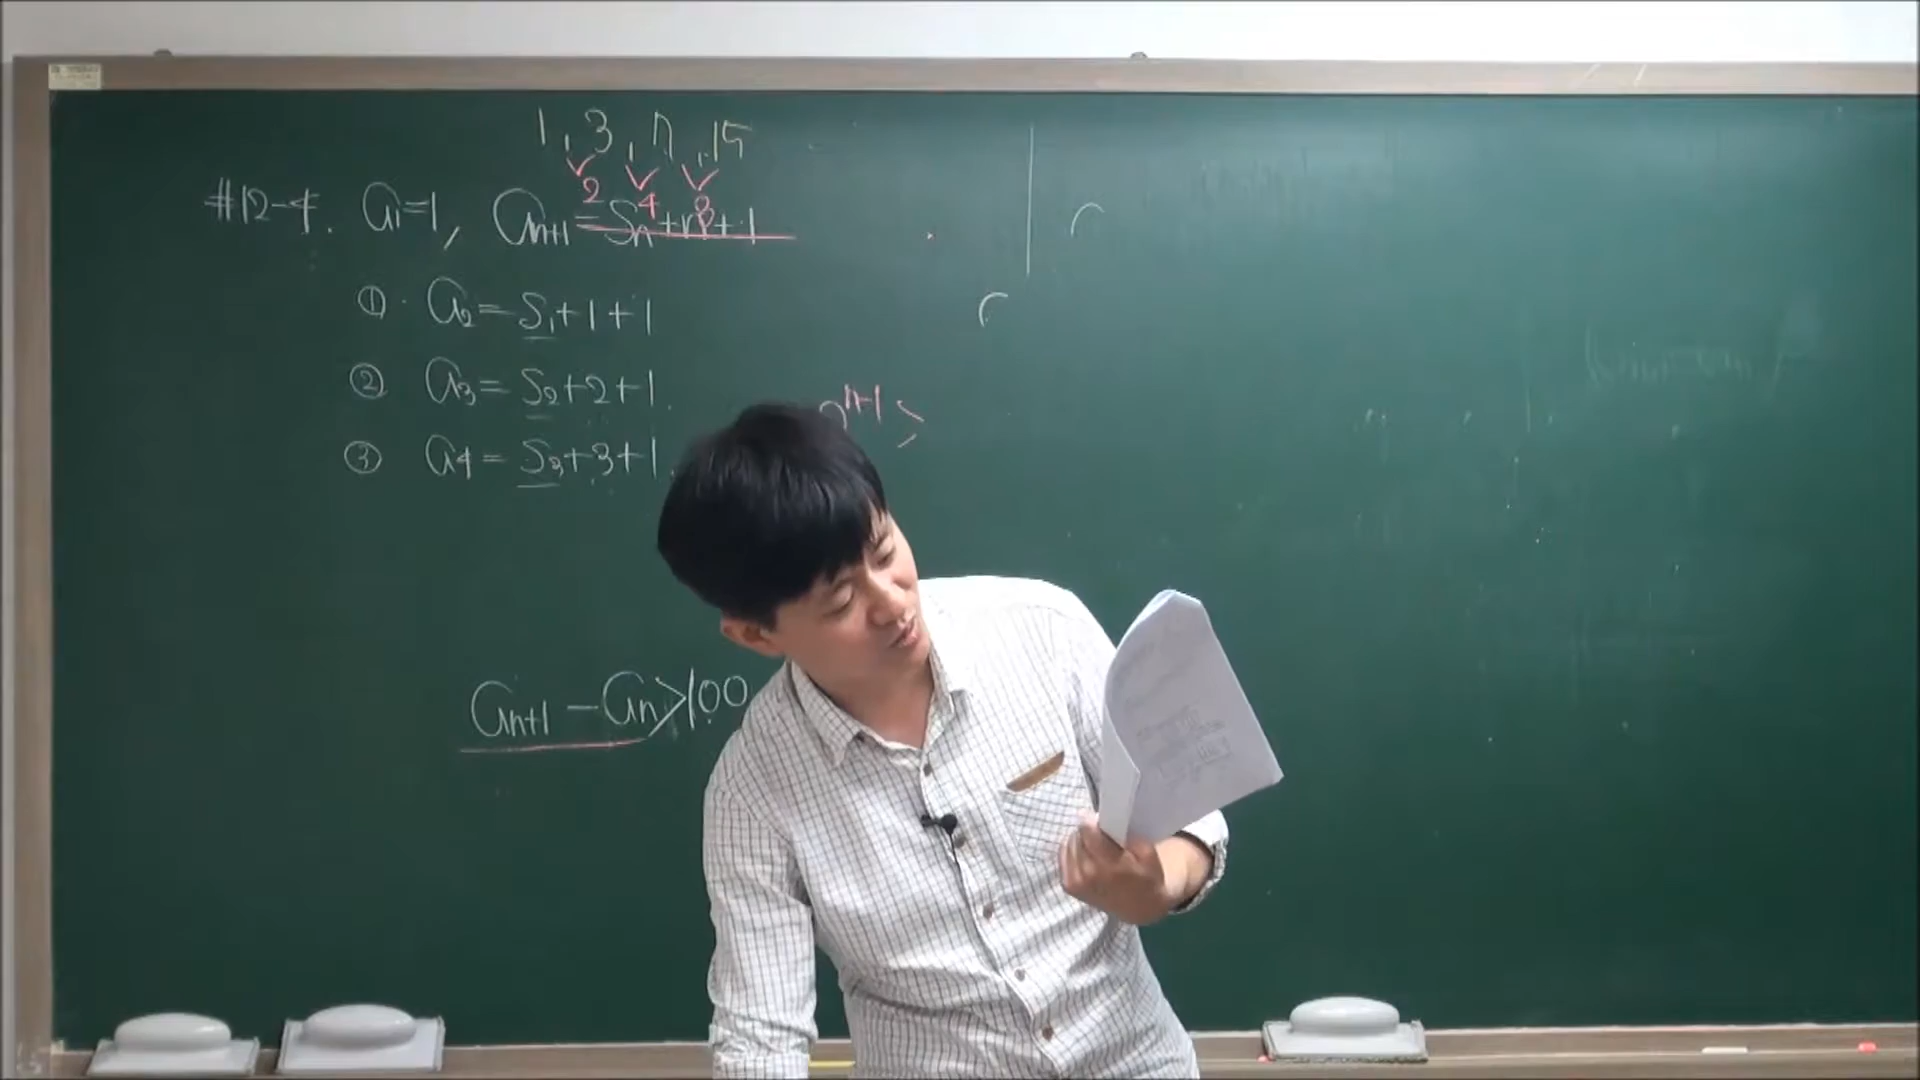 1, 3, 7, 15
2 4 8
#12-4. a₁=1, aₙ₊₁=Sₙ+n+1
① a₂=S₁+1+1
② a₃=S₂+2+1.
③ a₄=S₃+3+1.
n+1 >
aₙ₊₁-aₙ>100